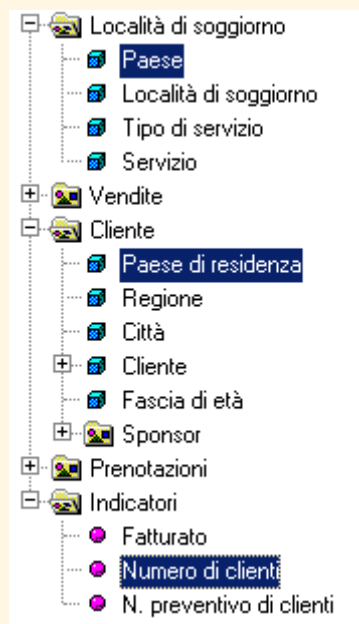 Località di soggiorno
Paese
Località di soggiorno
Tipo di servizio
Servizio
Vendite
Cliente
Paese di residenza
Regione
Città
Cliente
Fascia di età
Sponsor
Prenotazioni
Indicatori
Fatturato
Numero di clienti
N. preventivo di clienti